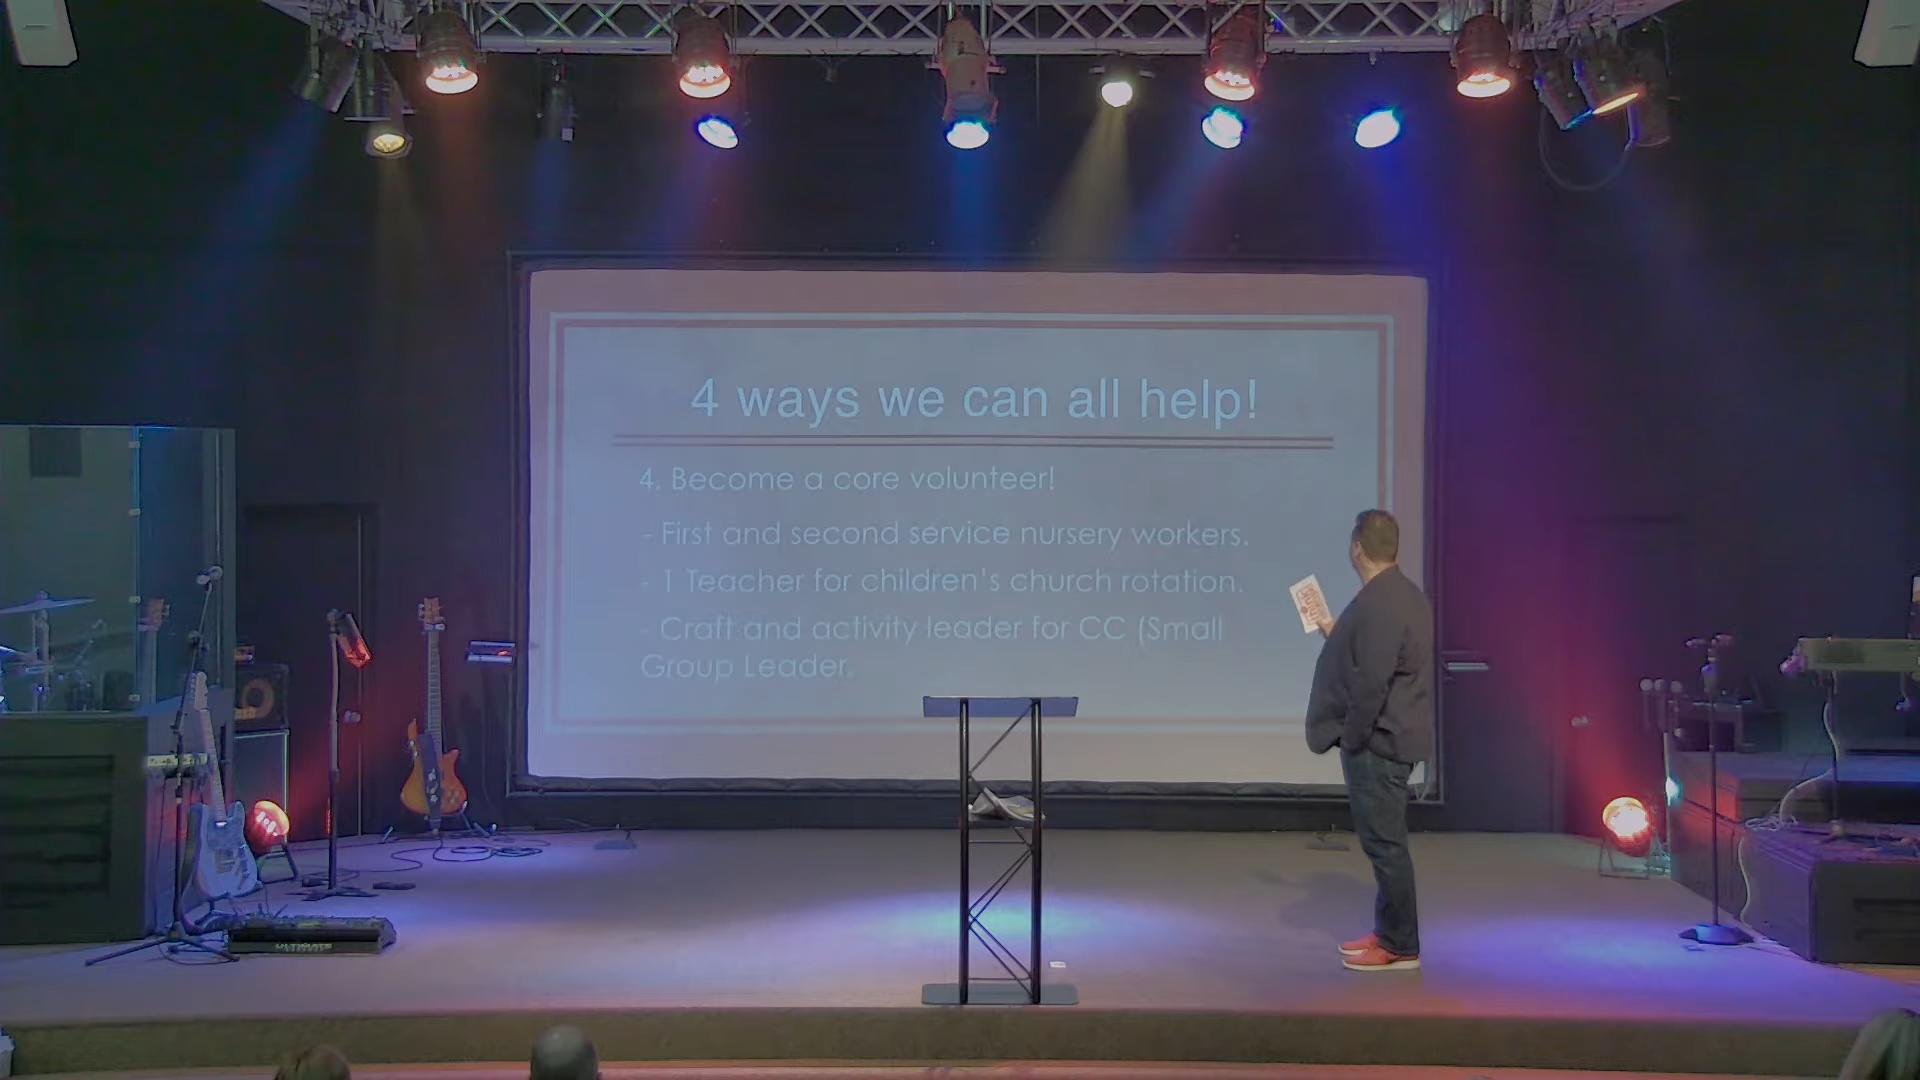 4 ways we can all help!
4. Become a core volunteer!
- First and second service nursery workers.
- 1 Teacher for children's church rotation.
- Craft and activity leader for CC (Small
Group Leader.
ULTIMATE